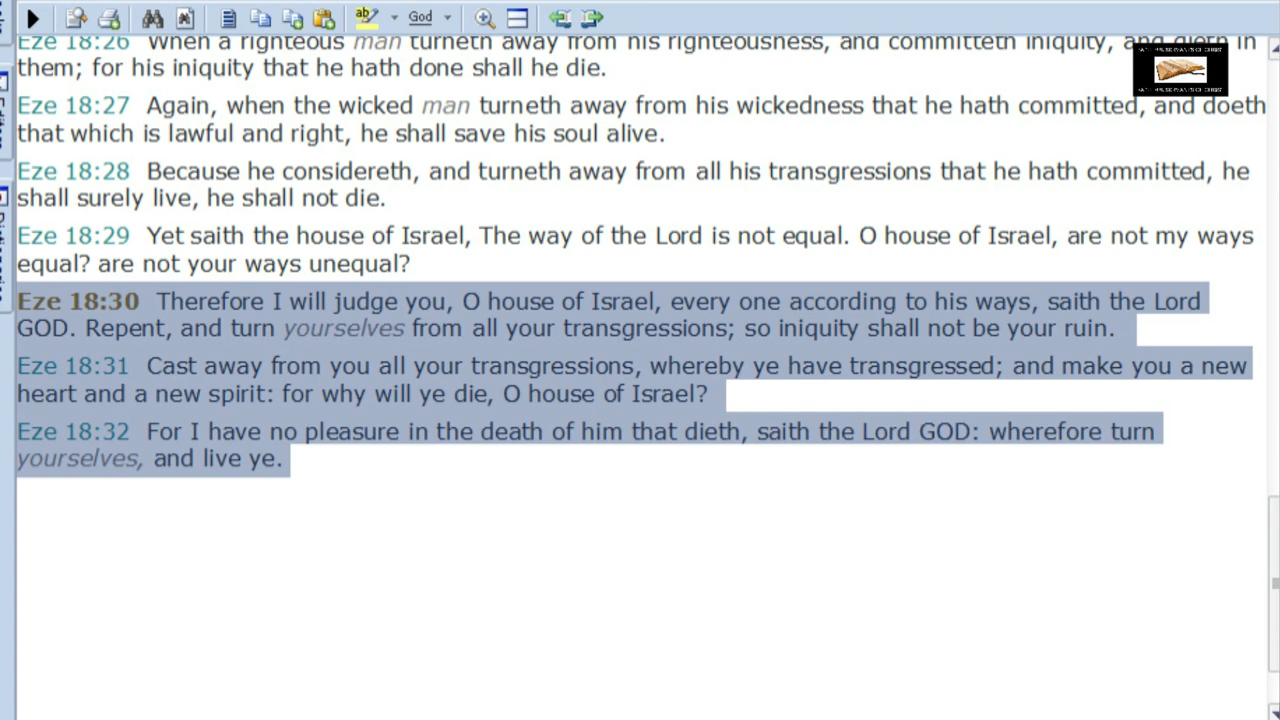 God
Eze 18:26 When a righteous man turneth away from his righteousness, and committeth iniquity, and dieth in
them; for his iniquity that he hath done shall he die.
Eze 18:27 Again, when the wicked man turneth away from his wickedness that he hath committed, and doeth
that which is lawful and right, he shall save his soul alive.
Eze 18:28 Because he considereth, and turneth away from all his transgressions that he hath committed, he
shall surely live, he shall not die.
Eze 18:29 Yet saith the house of Israel, The way of the Lord is not equal. O house of Israel, are not my ways
equal? are not your ways unequal?
Eze 18:30 Therefore I will judge you, O house of Israel, every one according to his ways, saith the Lord
GOD. Repent, and turn yourselves from all your transgressions; so iniquity shall not be your ruin.
Eze 18:31 Cast away from you all your transgressions, whereby ye have transgressed; and make you a new
heart and a new spirit: for why will ye die, O house of Israel?
Eze 18:32 For I have no pleasure in the death of him that dieth, saith the Lord GOD: wherefore turn
yourselves, and live ye.